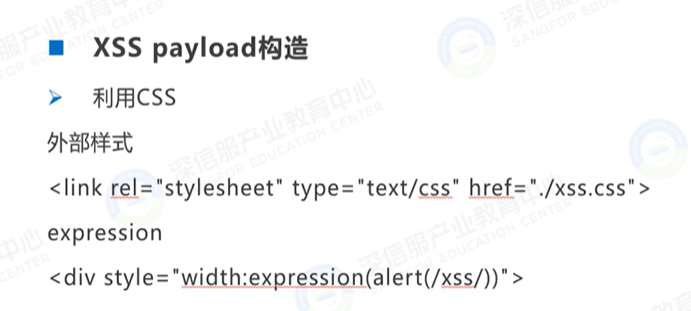 XSS payload构造
利用CSS
外部样式
<link rel="stylesheet" type="text/css" href="./xss.css">
expression
<div style="width:expression(alert(/xss/))">
深信服产业教育中心
SANGFOR EDUCATION CENTER